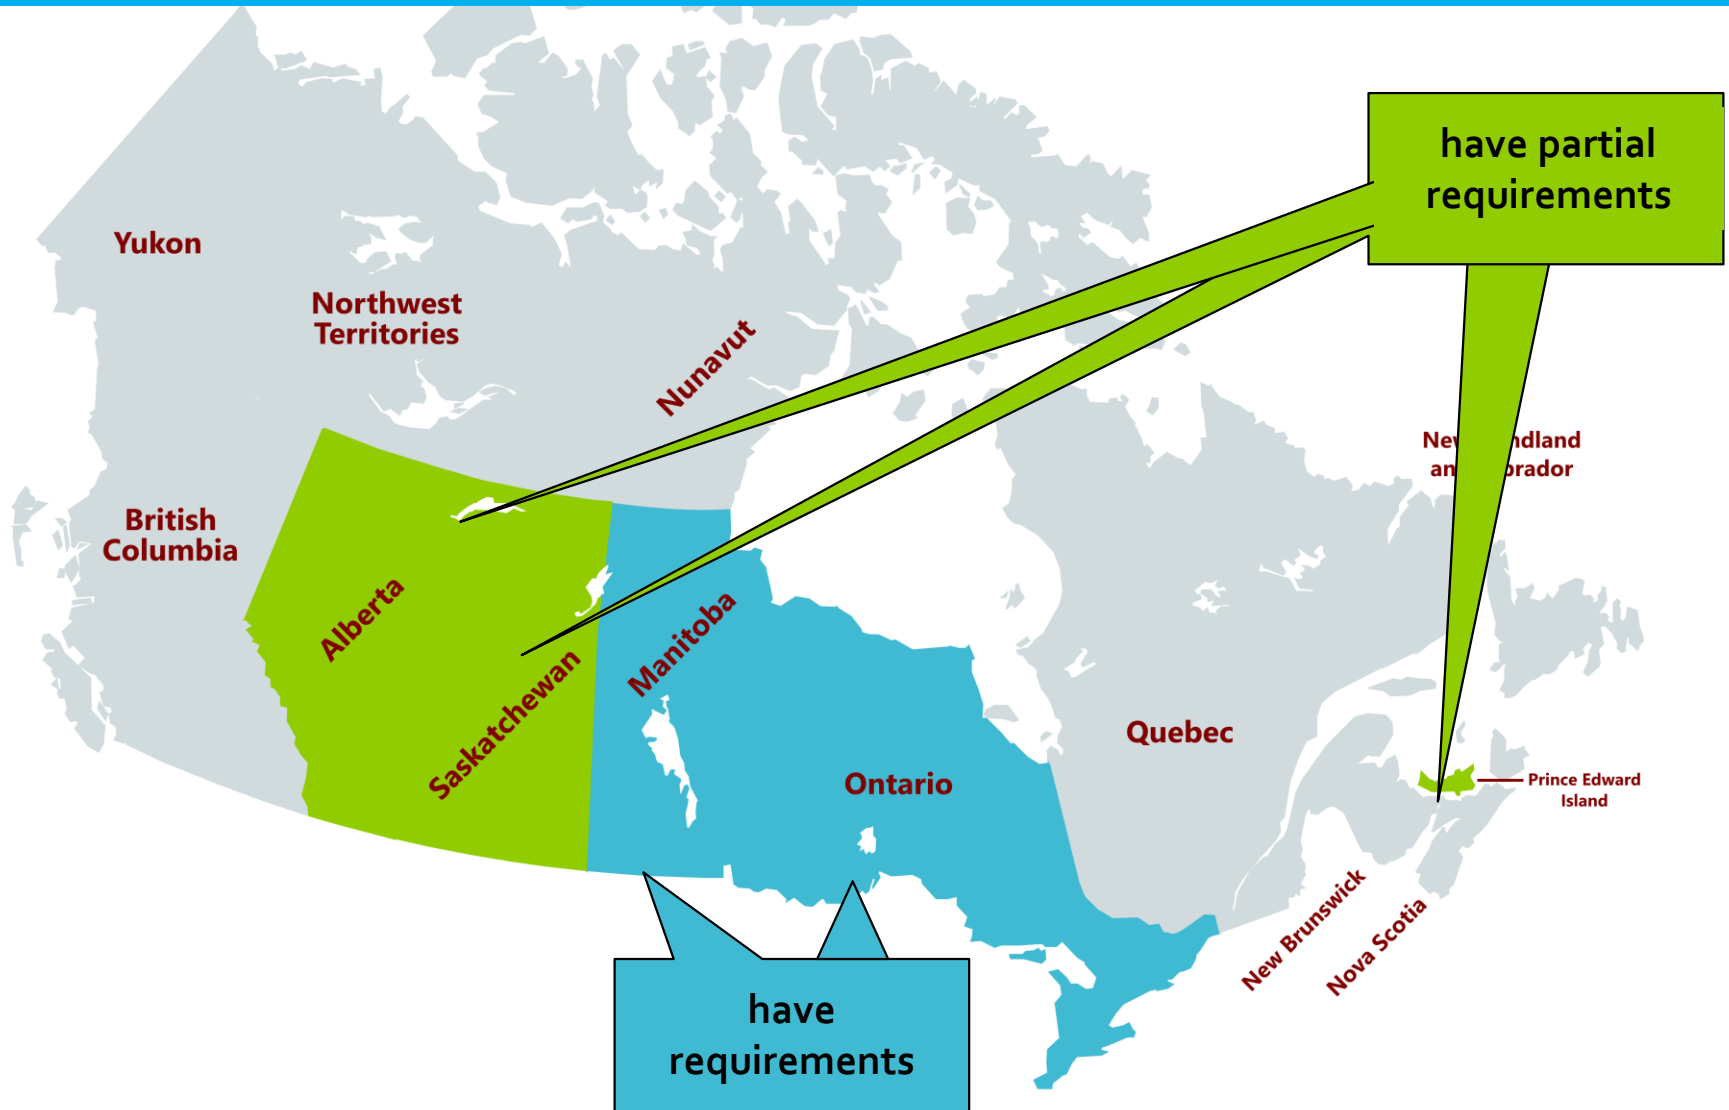 have partial
requirements
Yukon
Northwest
Territories
Nunavut
British
Columbia
Alberta
Saskatchewan
Manitoba
Ontario
Quebec
Prince Edward
Island
New Brunswick
Nova Scotia
have
requirements